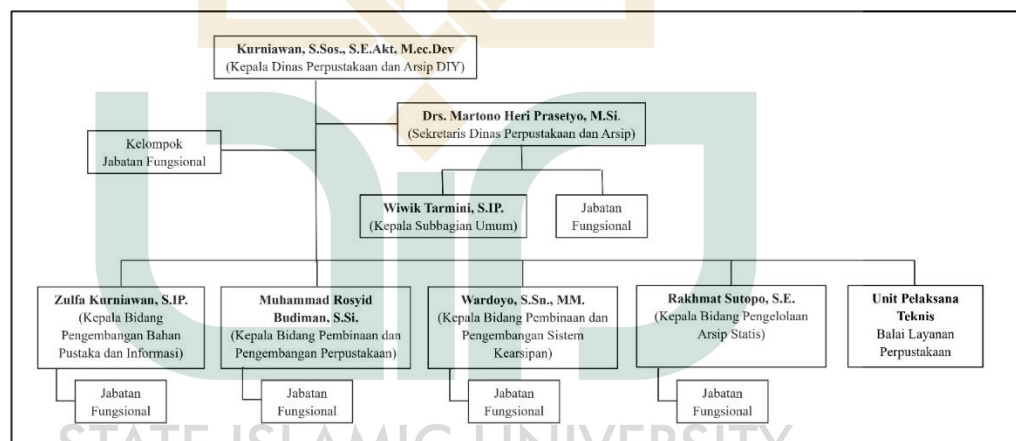 Kurniawan, S.Sos., S.E.Akt, M.ec.Dev
(Kepala Dinas Perpustakaan dan Arsip DIY)
Drs. Martono Heri Prasetyo, M.Si.
(Sekretaris Dinas Perpustakaan dan Arsip)
Kelompok
Jabatan Fungsional
Wiwik Tarmini, S.IP.
(Kepala Subbagian Umum)
Jabatan
Fungsional
Zulfa Kurniawan, S.IP.
(Kepala Bidang
Pengembangan Bahan
Pustaka dan Informasi)
Muhammad Rosyid
Budiman, S.Si.
(Kepala Bidang Pembinaan dan
Pengembangan Perpustakaan)
Wardoyo, S.Sn., MM.
(Kepala Bidang Pembinaan dan
Pengembangan Sistem
Kearsipan)
Rakhmat Sutopo, S.E.
(Kepala Bidang Pengelolaan
Arsip Statis)
Unit Pelaksana
Teknis
Balai Layanan
Perpustakaan
Jabatan
Fungsional
Jabatan
Fungsional
Jabatan
Fungsional
Jabatan
Fungsional
STATE ISLAMIC UNIVERSITY